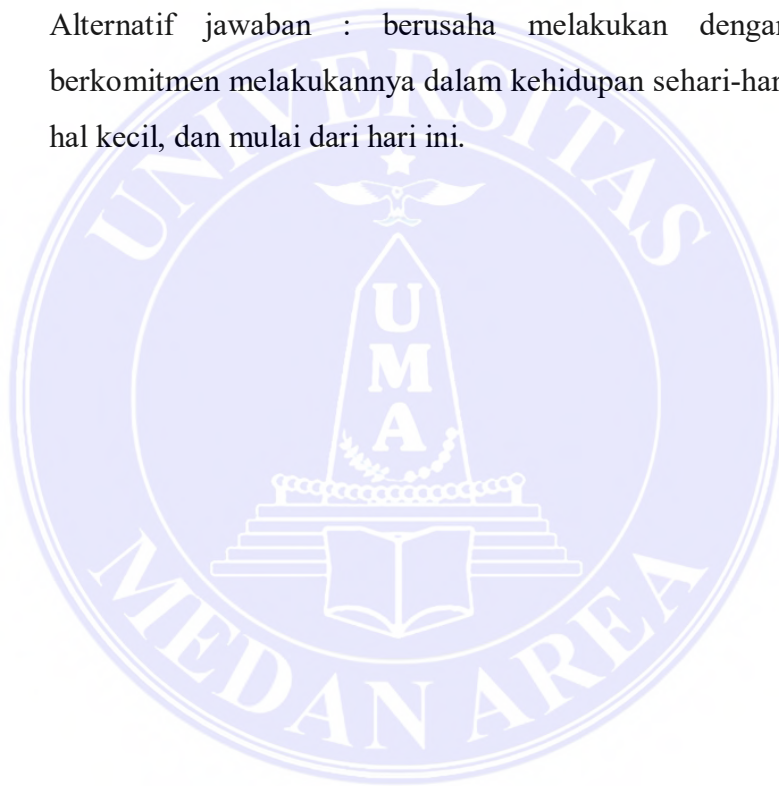 Alternatif jawaban : berusaha melakukan dengan
berkomitmen melakukannya dalam kehidupan sehari-har
hal kecil, dan mulai dari hari ini.
UNIVERSITAS
UMA
MEDAN AREA